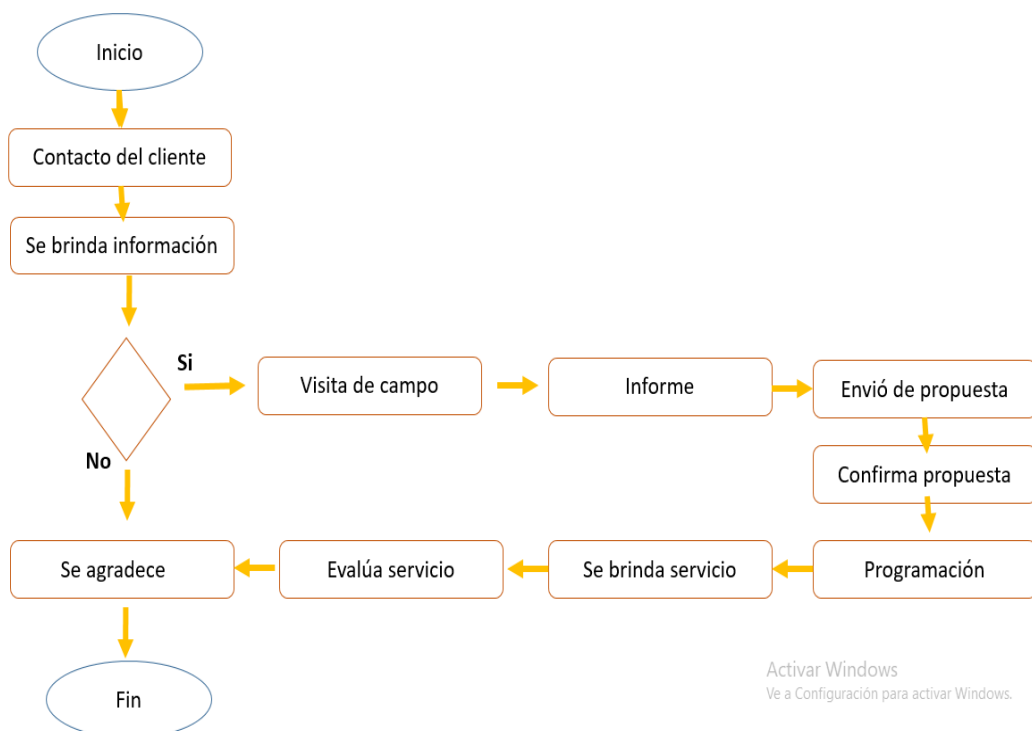 Inicio
Contacto del cliente
Se brinda información
Si
Visita de campo
Informe
Envió de propuesta
No
Confirma propuesta
Se agradece
Evalúa servicio
Se brinda servicio
Programación
Fin
Activar Windows
Ve a Configuración para activar Windows.